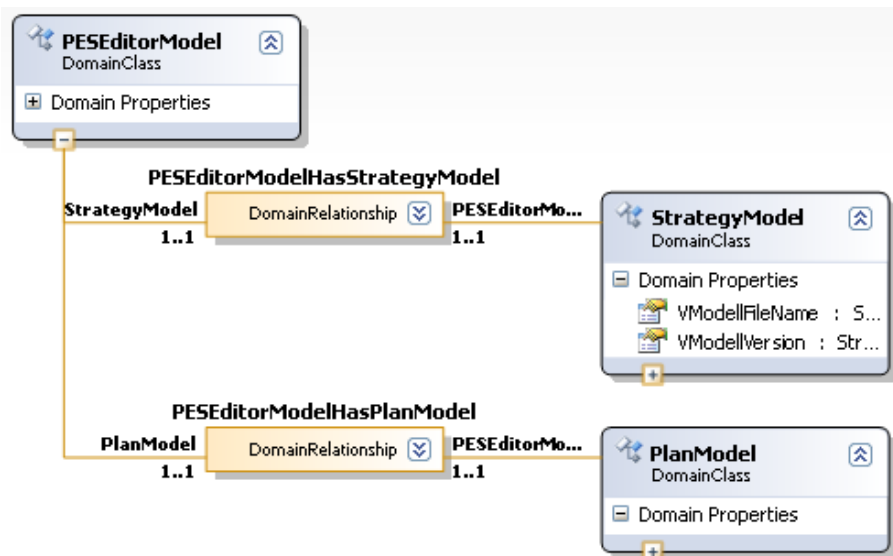 PESEditorModel
DomainClass
Domain Properties
PESEditorModelHasStrategyModel
StrategyModel DomainRelationship PESEditorMo...
1..1 1..1
StrategyModel
DomainClass
Domain Properties
VModellFileName : S...
VModellVersion : Str...
PESEditorModelHasPlanModel
PlanModel DomainRelationship PESEditorMo...
1..1 1..1
PlanModel
DomainClass
Domain Properties